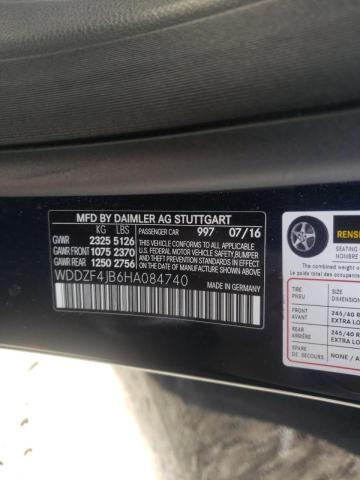 MFD BY DAIMLER AG STUTTGART
KG LBS PASSENGER CAR 997 07/16
GVWR 2325 5126
GAWR FRONT 1075 2370
GAWR REAR 1250 2756
THIS VEHICLE CONFORMS TO ALL APPLICABLE
U.S. FEDERAL MOTOR VEHICLE SAFETY,
BUMPER AND THEFT PREVENTION STANDARDS
IN EFFECT ON THE DATE OF
MANUFACTURE SHOWN ABOVE.
WDDZF4JB6HA084740
MADE IN GERMANY
SEATING
NOMBRE
The combined
Le poids total
TIRE SIZE
PNEU DIMENSION
FRONT 245/40 R
AVANT EXTRA LO
REAR 245/40 R
ARRIÈRE EXTRA LO
SPARE NONE / A
DE SECOURS